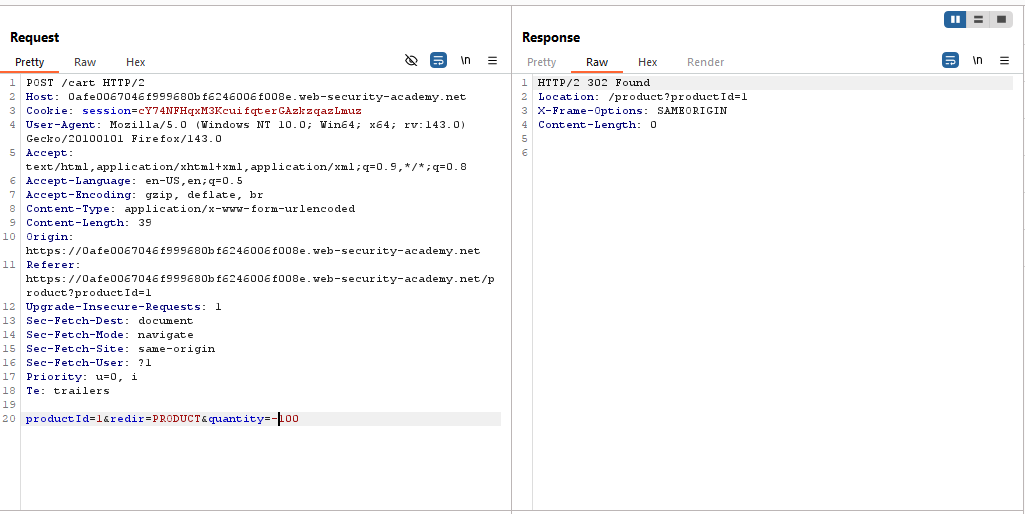 Request
Pretty Raw Hex \n
1 POST /cart HTTP/2
2 Host: 0afe0067046f999680bf6246006f008e.web-security-academy.net
3 Cookie: session=cY74NFHqxM3KcuifqterGAzkzqazLmuz
4 User-Agent: Mozilla/5.0 (Windows NT 10.0; Win64; x64; rv:143.0)
Gecko/20100101 Firefox/143.0
5 Accept:
text/html,application/xhtml+xml,application/xml;q=0.9,*/*;q=0.8
6 Accept-Language: en-US,en;q=0.5
7 Accept-Encoding: gzip, deflate, br
8 Content-Type: application/x-www-form-urlencoded
9 Content-Length: 39
10 Origin:
https://0afe0067046f999680bf6246006f008e.web-security-academy.net
11 Referer:
https://0afe0067046f999680bf6246006f008e.web-security-academy.net/p
roduct?productId=1
12 Upgrade-Insecure-Requests: 1
13 Sec-Fetch-Dest: document
14 Sec-Fetch-Mode: navigate
15 Sec-Fetch-Site: same-origin
16 Sec-Fetch-User: ?1
17 Priority: u=0, i
18 Te: trailers
19
20 productId=1&redir=PRODUCT&quantity=-100
Response
Pretty Raw Hex Render \n
1 HTTP/2 302 Found
2 Location: /product?productId=1
3 X-Frame-Options: SAMEORIGIN
4 Content-Length: 0
5
6